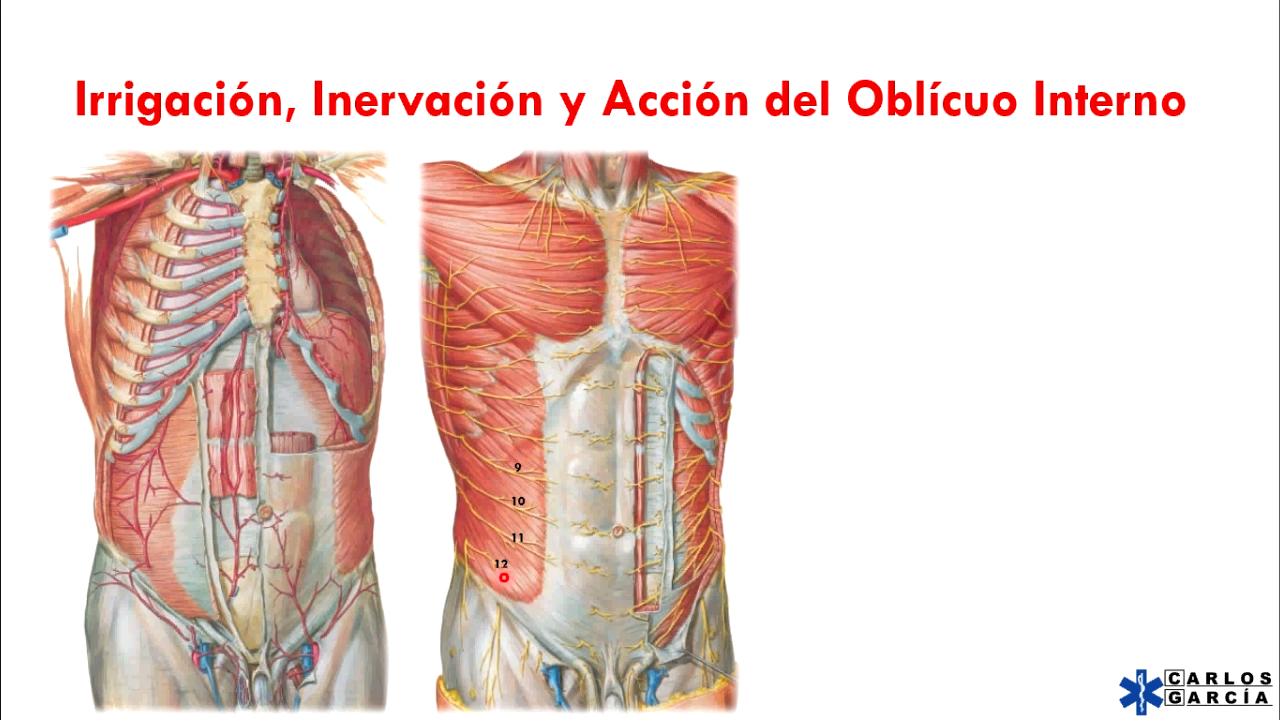 Irrigación, Inervación y Acción del Oblícuo Interno
9
10
11
12
CARLOS
GARCÍA